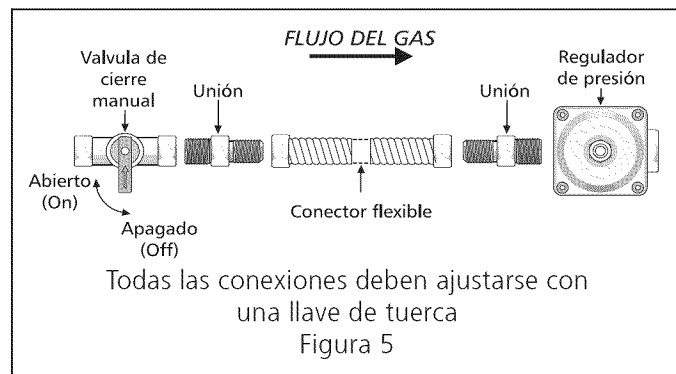 FLUJO DEL GAS
Valvula de
cierre
manual
Unión
Unión
Regulador
de presión
Abierto
(On)
Apagado
(Off)
Conector flexible
Todas las conexiones deben ajustarse con
una llave de tuerca
Figura 5